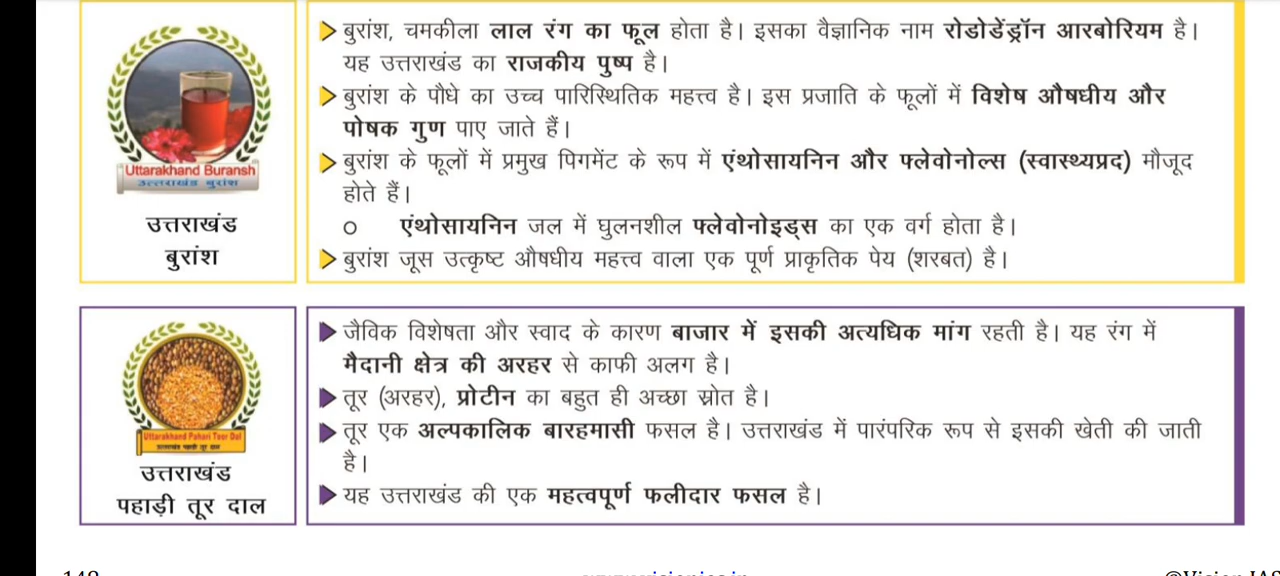 बुरांश, चमकीला लाल रंग का फूल होता है। इसका वैज्ञानिक नाम रोडोडेंड्रॉन आरबोरियम है।
यह उत्तराखंड का राजकीय पुष्प है।
बुरांश के पौधे का उच्च पारिस्थितिक महत्त्व है। इस प्रजाति के फूलों में विशेष औषधीय और
पोषक गुण पाए जाते हैं।
बुरांश के फूलों में प्रमुख पिगमेंट के रूप में एंथोसायनिन और फ्लेवोनोल्स (स्वास्थ्यप्रद) मौजूद
होते हैं।
एंथोसायनिन जल में घुलनशील फ्लेवोनोइड्स का एक वर्ग होता है।
बुरांश जूस उत्कृष्ट औषधीय महत्त्व वाला एक पूर्ण प्राकृतिक पेय (शरबत) है।
Uttarakhand Buransh
उत्तराखंड बुरांश
उत्तराखंड
बुरांश
जैविक विशेषता और स्वाद के कारण बाजार में इसकी अत्यधिक मांग रहती है। यह रंग में
मैदानी क्षेत्र की अरहर से काफी अलग है।
तूर (अरहर), प्रोटीन का बहुत ही अच्छा स्रोत है।
तूर एक अल्पकालिक बारहमासी फसल है। उत्तराखंड में पारंपरिक रूप से इसकी खेती की जाती
है।
यह उत्तराखंड की एक महत्वपूर्ण फलीदार फसल है।
Uttarakhand Pahari Toor Dal
उत्तराखंड
पहाड़ी तूर दाल